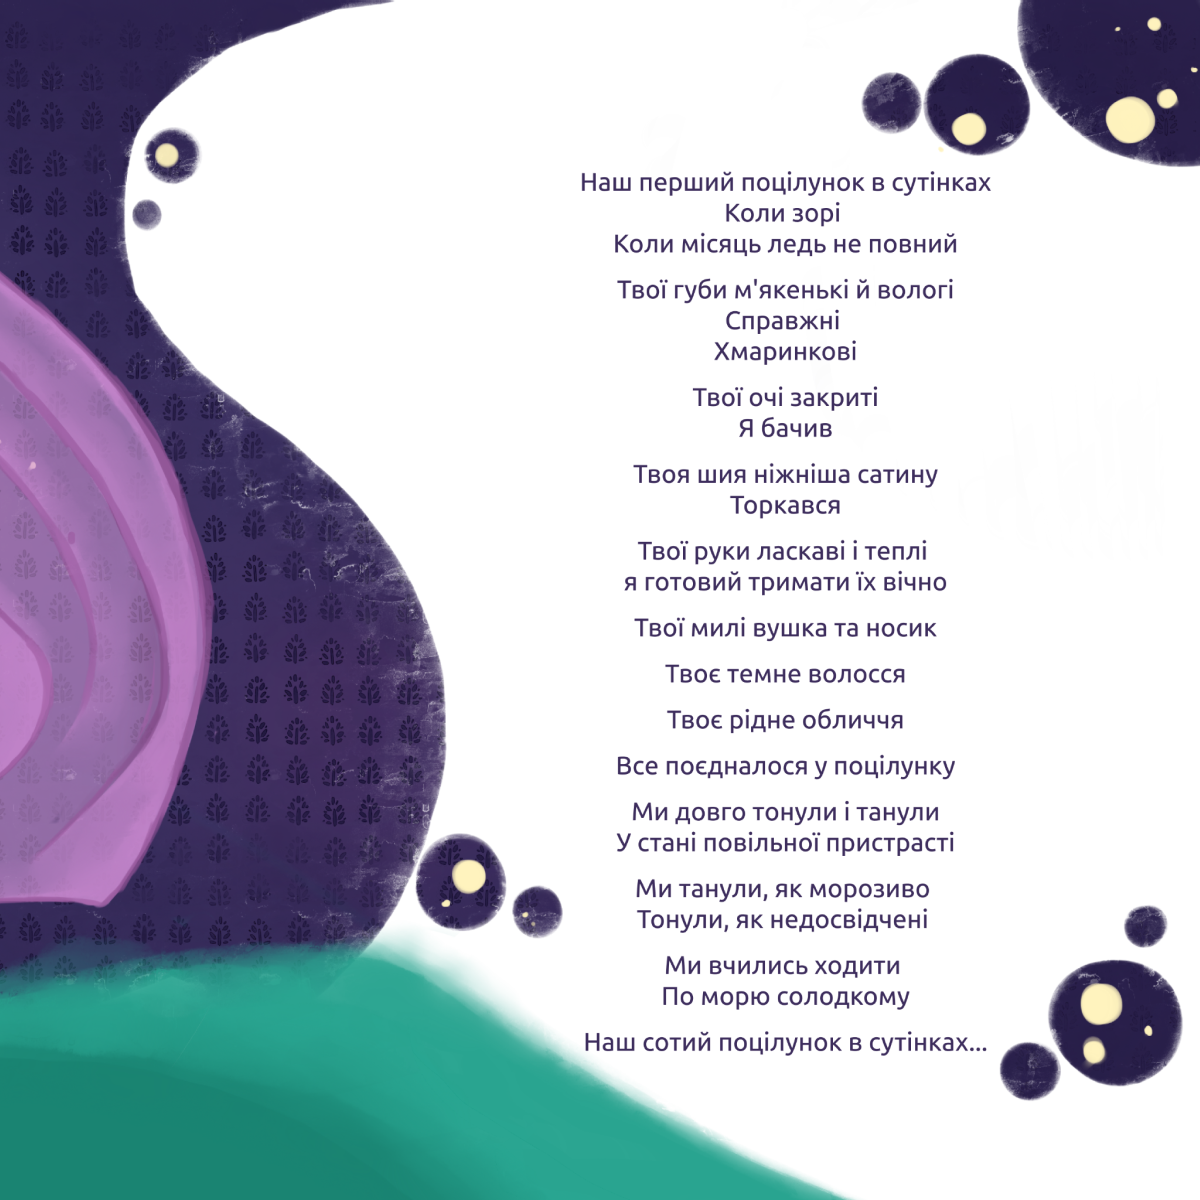 Наш перший поцілунок в сутінках
Коли зорі
Коли місяць ледь не повний
Твої губи м'якенькі й вологі
Справжні
Хмаринкові
Твої очі закриті
Я бачив
Твоя шия ніжніша сатину
Торкався
Твої руки ласкаві і теплі
я готовий тримати їх вічно
Твої милі вушка та носик
Твоє темне волосся
Твоє рідне обличчя
Все поєдналося у поцілунку
Ми довго тонули і танули
У стані повільної пристрасті
Ми танули, як морозиво
Тонули, як недосвідчені
Ми вчились ходити
По морю солодкому
Наш сотий поцілунок в сутінках...